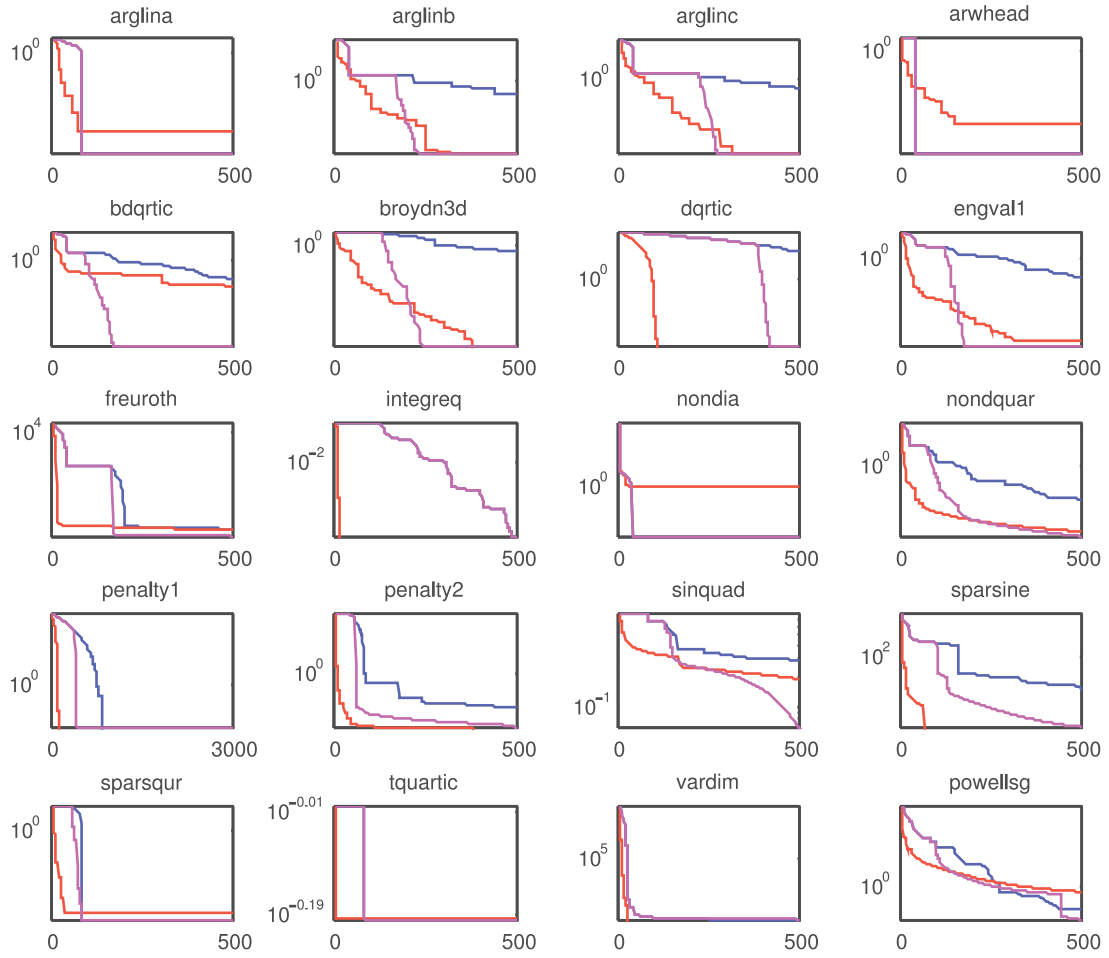 arglina
arglinb
arglinc
arwhead
10^0
10^0
10^0
10^0
0 500
0 500
0 500
0 500
bdqrtic
broydn3d
dqrtic
engval1
10^0
10^0
10^0
10^0
0 500
0 500
0 500
0 500
freuroth
integreq
nondia
nondquar
10^4
10^-2
10^0
10^0
0 500
0 500
0 500
0 500
penalty1
penalty2
sinquad
sparsine
10^0
10^0
10^-1
10^2
0 3000
0 500
0 500
0 500
sparsqur
tquartic
vardim
powellsg
10^0
10^-0.01
10^-0.19
10^5
10^0
0 500
0 500
0 500
0 500